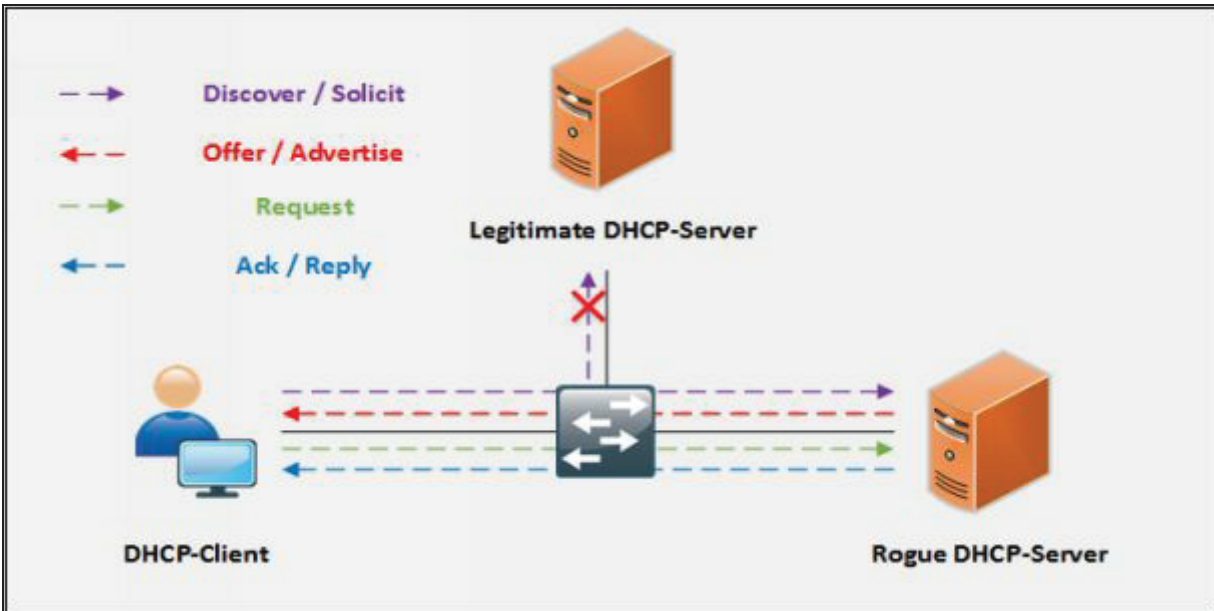 Discover / Solicit
Offer / Advertise
Request
Ack / Reply
Legitimate DHCP-Server
DHCP-Client
Rogue DHCP-Server